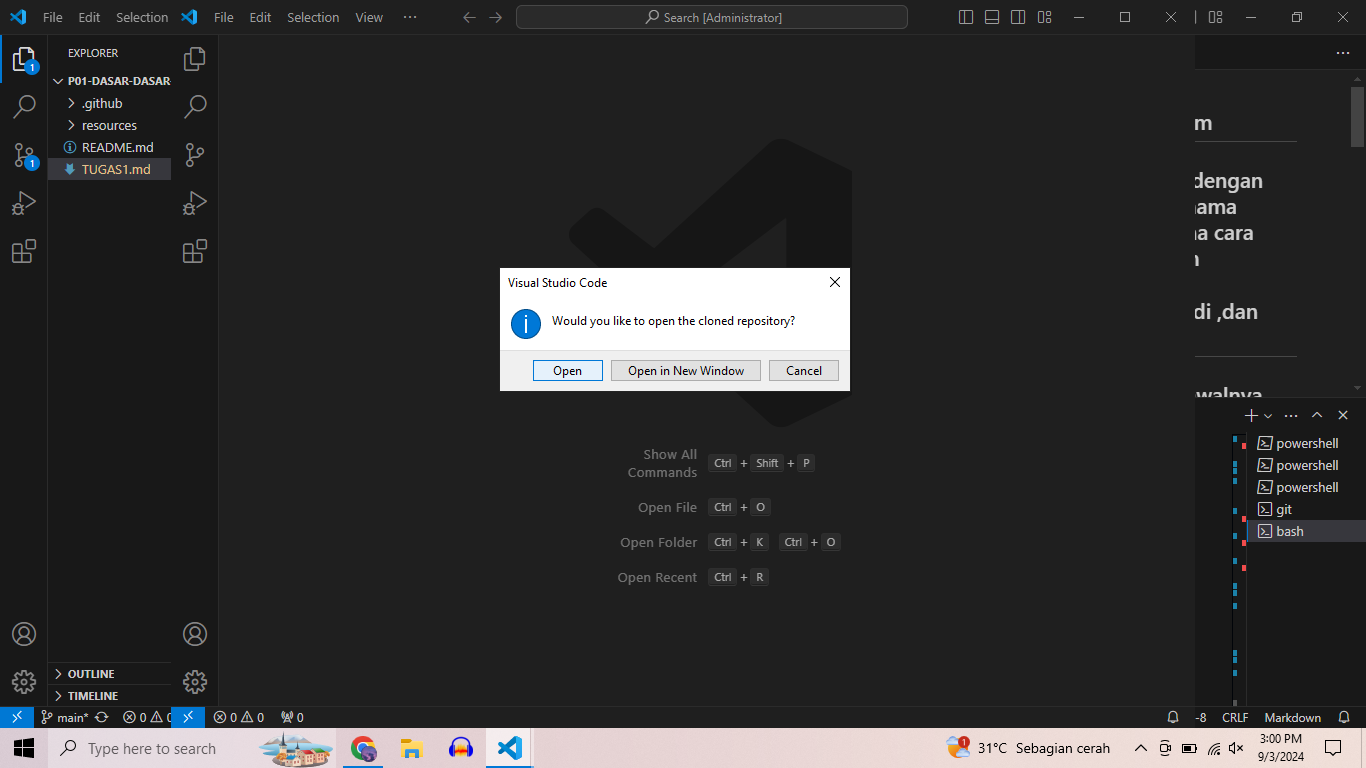 File Edit Selection
File Edit Selection View ···
Search [Administrator]
EXPLORER
P01-DASAR-DASAR
.github
resources
README.md
TUGAS1.md
1
1
OUTLINE
TIMELINE
Visual Studio Code
Would you like to open the cloned repository?
Open
Open in New Window
Cancel
Show All Commands Ctrl + Shift + P
Open File Ctrl + O
Open Folder Ctrl + K Ctrl + O
Open Recent Ctrl + R
dengan
cara
di ,dan
powershell
powershell
powershell
git
bash
main* 0 0
0 0 0
-8 CRLF Markdown
Type here to search
1
31°C Sebagian cerah
3:00 PM
9/3/2024